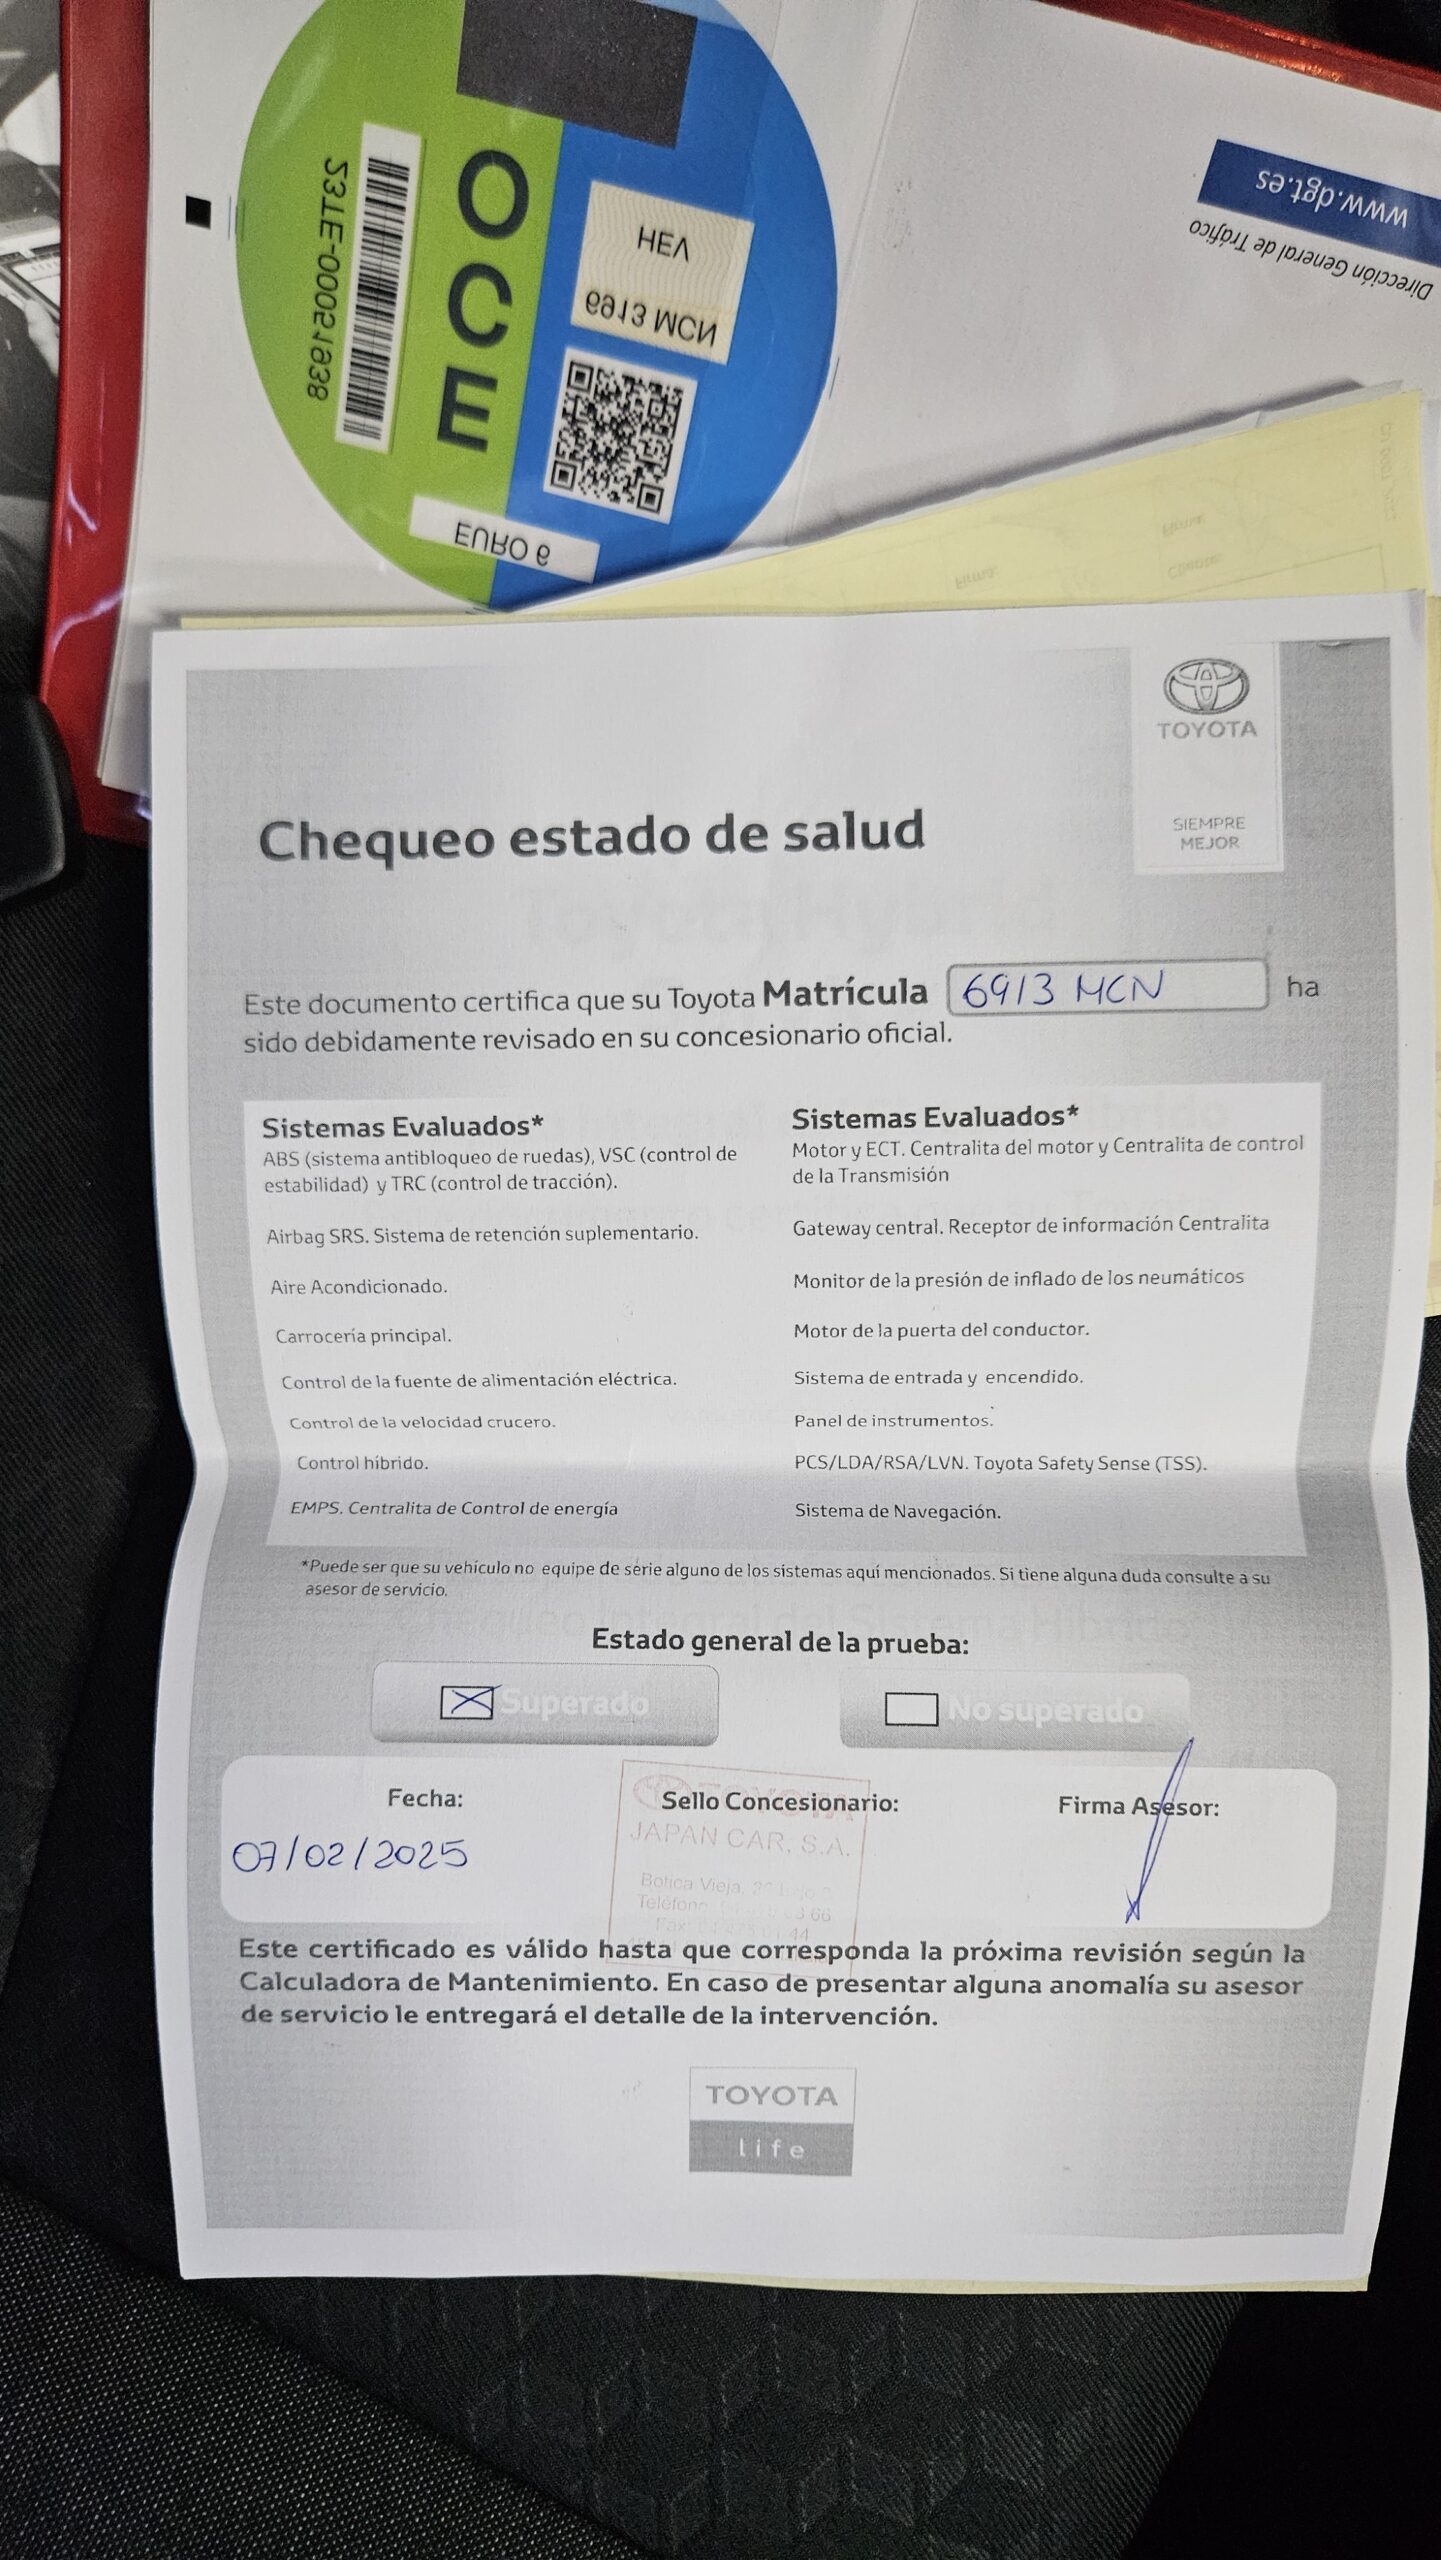 23TE-0051938
ECO
HEV
6913 MCN
EURO 6
www.dgt.es
Dirección General de Tráfico
Firma:
Firma:
Cliente
TOYOTA
SIEMPRE
MEJOR
Chequeo estado de salud
Este documento certifica que su Toyota Matrícula 6913 MCN ha
sido debidamente revisado en su concesionario oficial.
Sistemas Evaluados*
ABS (sistema antibloqueo de ruedas), VSC (control de
estabilidad) y TRC (control de tracción).
Airbag SRS. Sistema de retención suplementario.
Aire Acondicionado.
Carrocería principal.
Control de la fuente de alimentación eléctrica.
Control de la velocidad crucero.
Control híbrido.
EMPS. Centralita de Control de energía
Sistemas Evaluados*
Motor y ECT. Centralita del motor y Centralita de control
de la Transmisión
Gateway central. Receptor de información Centralita
Monitor de la presión de inflado de los neumáticos
Motor de la puerta del conductor.
Sistema de entrada y encendido.
Panel de instrumentos.
PCS/LDA/RSA/LVN. Toyota Safety Sense (TSS).
Sistema de Navegación.
*Puede ser que su vehículo no equipe de serie alguno de los sistemas aquí mencionados. Si tiene alguna duda consulte a su
asesor de servicio.
Estado general de la prueba:
Superado
No superado
Fecha:
07/02/2025
Sello Concesionario:
TOYOTA
JAPAN CAR, S.A.
Botica Vieja,
Teléfono
Fax
Firma Asesor:
Este certificado es válido hasta que corresponda la próxima revisión según la
Calculadora de Mantenimiento. En caso de presentar alguna anomalía su asesor
de servicio le entregará el detalle de la intervención.
TOYOTA
life